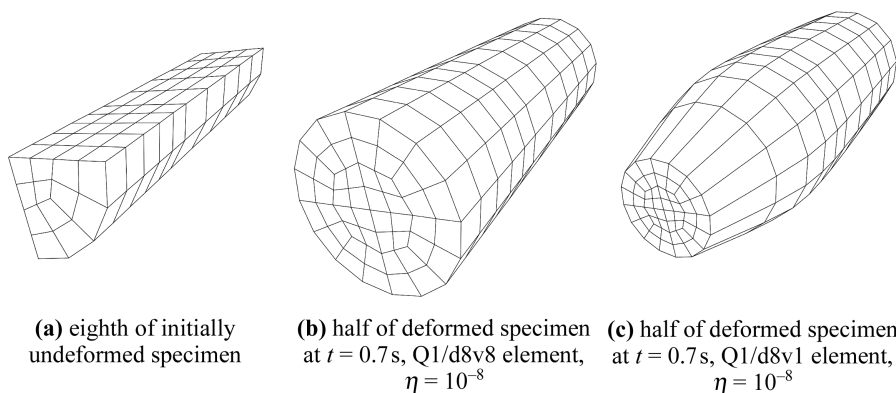 (a) eighth of initially
undeformed specimen
(b) half of deformed specimen
at t = 0.7 s, Q1/d8v8 element,
η = 10⁻⁸
(c) half of deformed specimen
at t = 0.7 s, Q1/d8v1 element,
η = 10⁻⁸